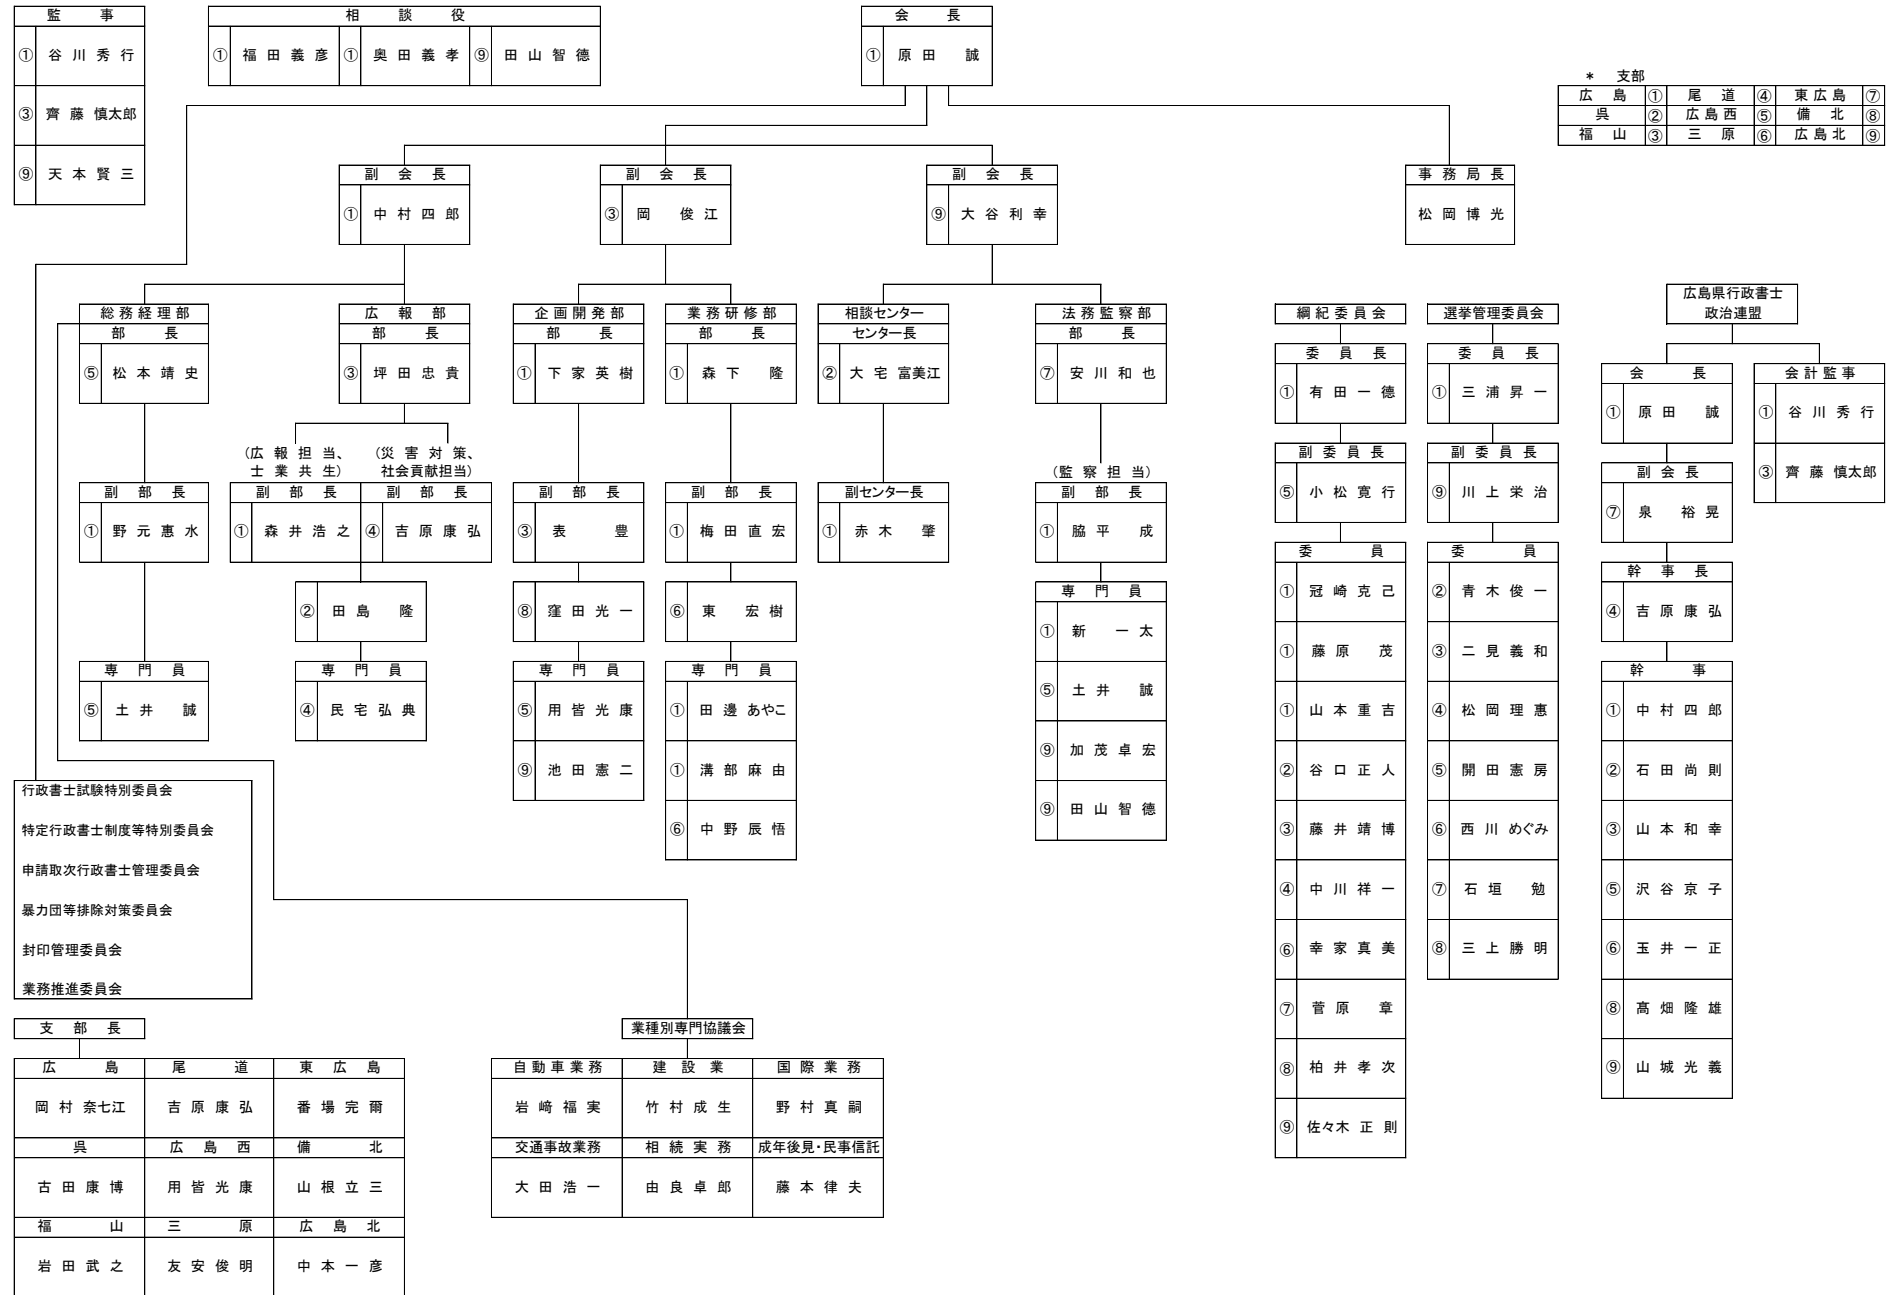 監事
① 谷川秀行
③ 齊藤慎太郎
⑨ 天本賢三
相談役
① 福田義彦 ① 奥田義孝 ⑨ 田山智德
会長
① 原田誠
* 支部
広島 ① 尾道 ④ 東広島 ⑦
呉 ② 広島西 ⑤ 備北 ⑧
福山 ③ 三原 ⑥ 広島北 ⑨
副会長
① 中村四郎
副会長
③ 岡俊江
副会長
⑨ 大谷利幸
事務局長
松岡博光
総務経理部
部長
⑤ 松本靖史
副部長
① 野元惠水
専門員
⑤ 土井誠
広報部
部長
③ 坪田忠貴
(広報担当、
士業共生)
(災害対策、
社会貢献担当)
副部長 副部長
① 森井浩之 ④ 吉原康弘
② 田島隆
専門員
④ 民宅弘典
企画開発部
部長
① 下家英樹
副部長
③ 表豊
⑧ 窪田光一
専門員
⑤ 用皆光康
⑨ 池田憲二
業務研修部
部長
① 森下隆
副部長
① 梅田直宏
⑥ 東宏樹
専門員
① 田邊あやこ
① 溝部麻由
⑥ 中野辰悟
相談センター
センター長
② 大宅富美江
副センター長
① 赤木肇
法務監察部
部長
⑦ 安川和也
(監察担当)
副部長
① 脇平成
専門員
① 新一太
⑤ 土井誠
⑨ 加茂卓宏
⑨ 田山智德
綱紀委員会
委員長
① 有田一德
副委員長
⑤ 小松寛行
委員
① 冠崎克己
① 藤原茂
① 山本重吉
② 谷口正人
③ 藤井靖博
④ 中川祥一
⑥ 幸家真美
⑦ 菅原章
⑧ 柏井孝次
⑨ 佐々木正則
選挙管理委員会
委員長
① 三浦昇一
副委員長
⑨ 川上栄治
委員
② 青木俊一
③ 二見義和
④ 松岡理恵
⑤ 開田憲房
⑥ 西川めぐみ
⑦ 石垣勉
⑧ 三上勝明
広島県行政書士
政治連盟
会長
① 原田誠
副会長
⑦ 泉裕晃
幹事長
④ 吉原康弘
幹事
① 中村四郎
② 石田尚則
③ 山本和幸
⑤ 沢谷京子
⑥ 玉井一正
⑧ 髙畑隆雄
⑨ 山城光義
会計監事
① 谷川秀行
③ 齊藤慎太郎
行政書士試験特別委員会
特定行政書士制度等特別委員会
申請取次行政書士管理委員会
暴力団等排除対策委員会
封印管理委員会
業務推進委員会
支部長
広島 尾道 東広島
岡村奈七江 吉原康弘 番場完爾
呉 広島西 備北
古田康博 用皆光康 山根立三
福山 三原 広島北
岩田武之 友安俊明 中本一彦
業種別専門協議会
自動車業務 建設業 国際業務
岩﨑福実 竹村成生 野村真嗣
交通事故業務 相続実務 成年後見・民事信託
大田浩一 由良卓郎 藤本律夫